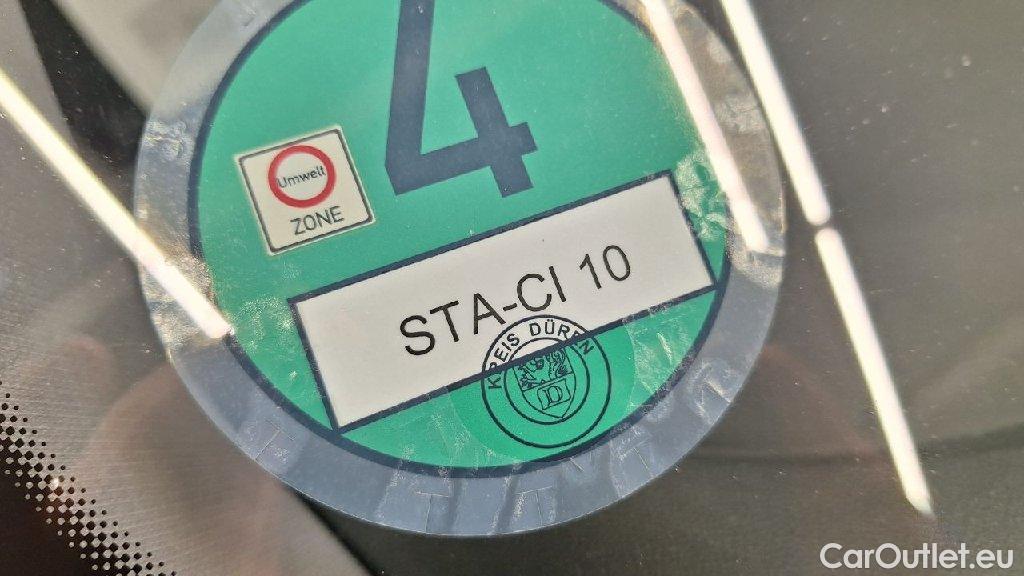 4
Umwelt
ZONE
STA-CI 10
KREIS DÜREN
CarOutlet.eu